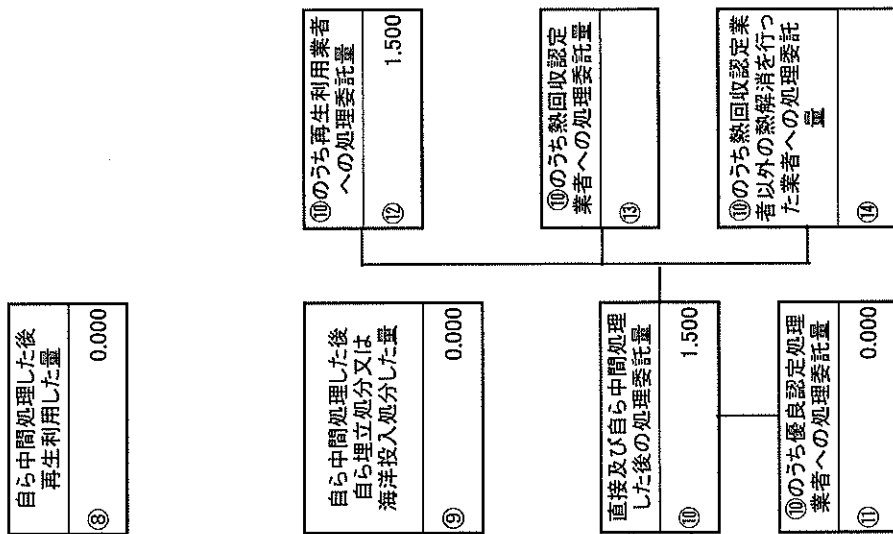 自ら中間処理した後
再生利用した量
⑧ 0.000
自ら中間処理した後
自ら埋立処分又は
海洋投入処分した量
⑨ 0.000
直接及び自ら中間処理
した後の処理委託量
⑩ 1.500
⑩のうち優良認定処理
業者への処理委託量
⑪ 0.000
⑩のうち再生利用業者
への処理委託量
⑫ 1.500
⑩のうち熱回収認定
業者への処理委託量
⑬
⑩のうち熱回収認定業
者以外の熱解消を行っ
た業者への処理委託
量
⑭